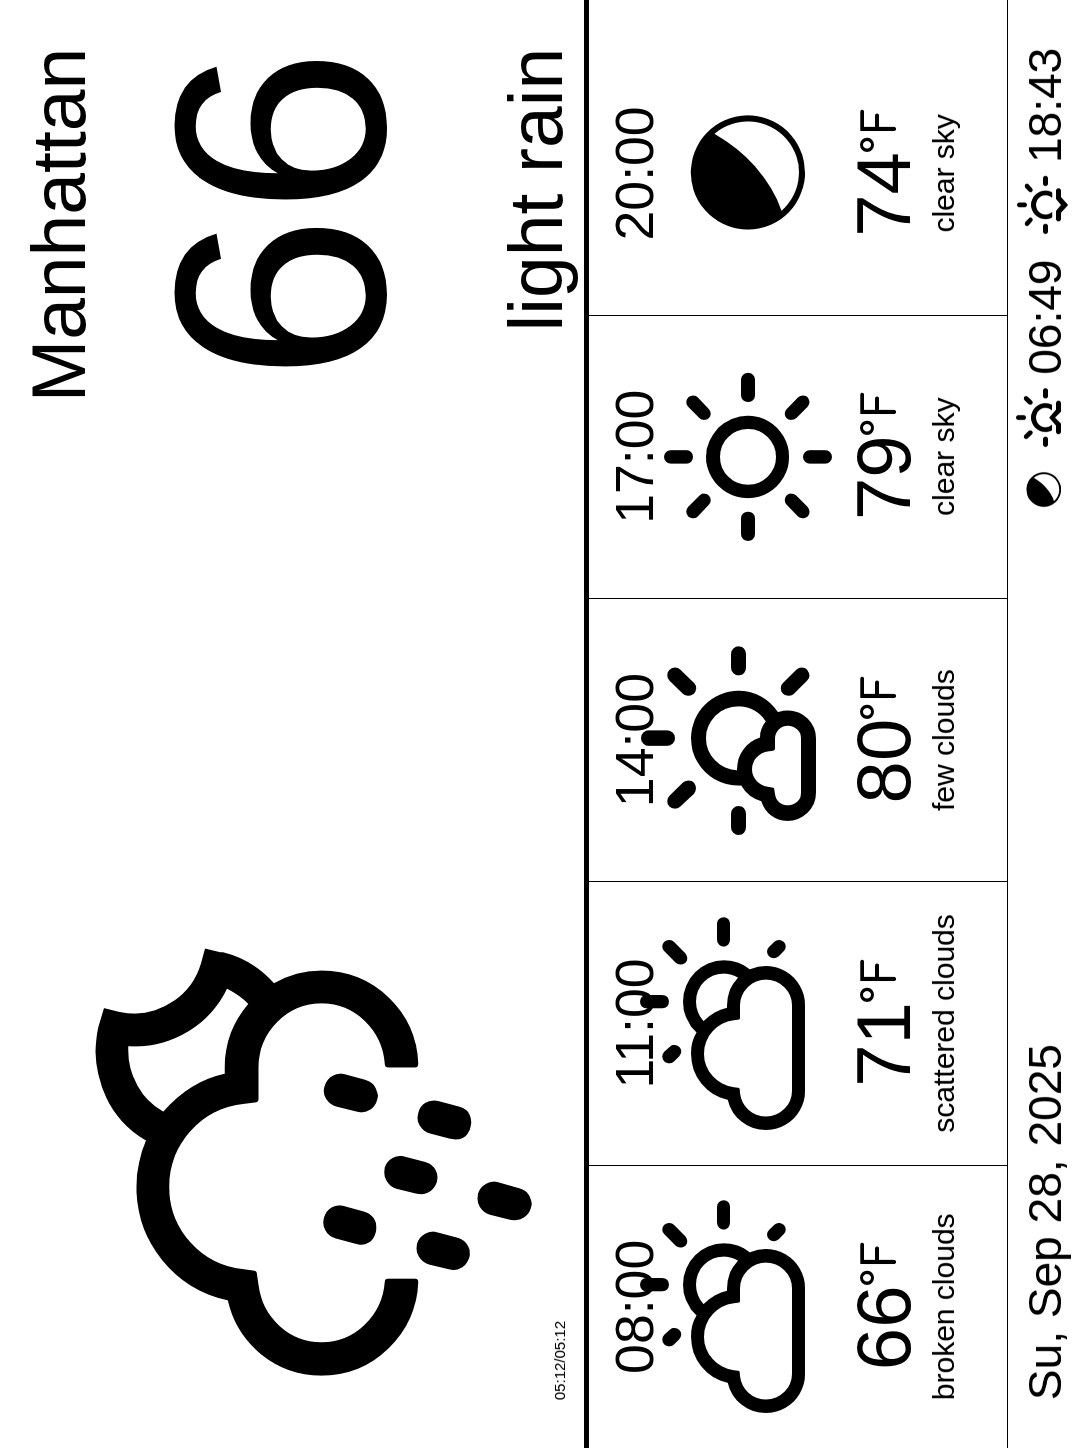 Manhattan
66
light rain
05:12/05:12
08:00
66°F
broken clouds
11:00
71°F
scattered clouds
14:00
80°F
few clouds
17:00
79°F
clear sky
20:00
74°F
clear sky
Su, Sep 28, 2025
06:49
18:43